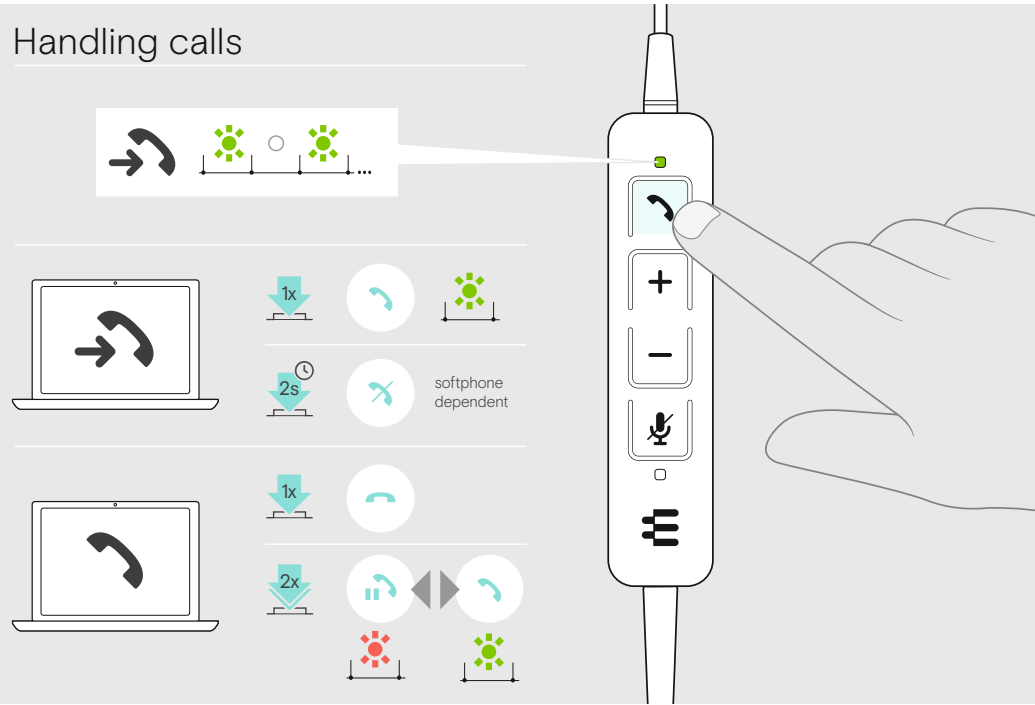 Handling calls
1x
2s
softphone
dependent
1x
2x